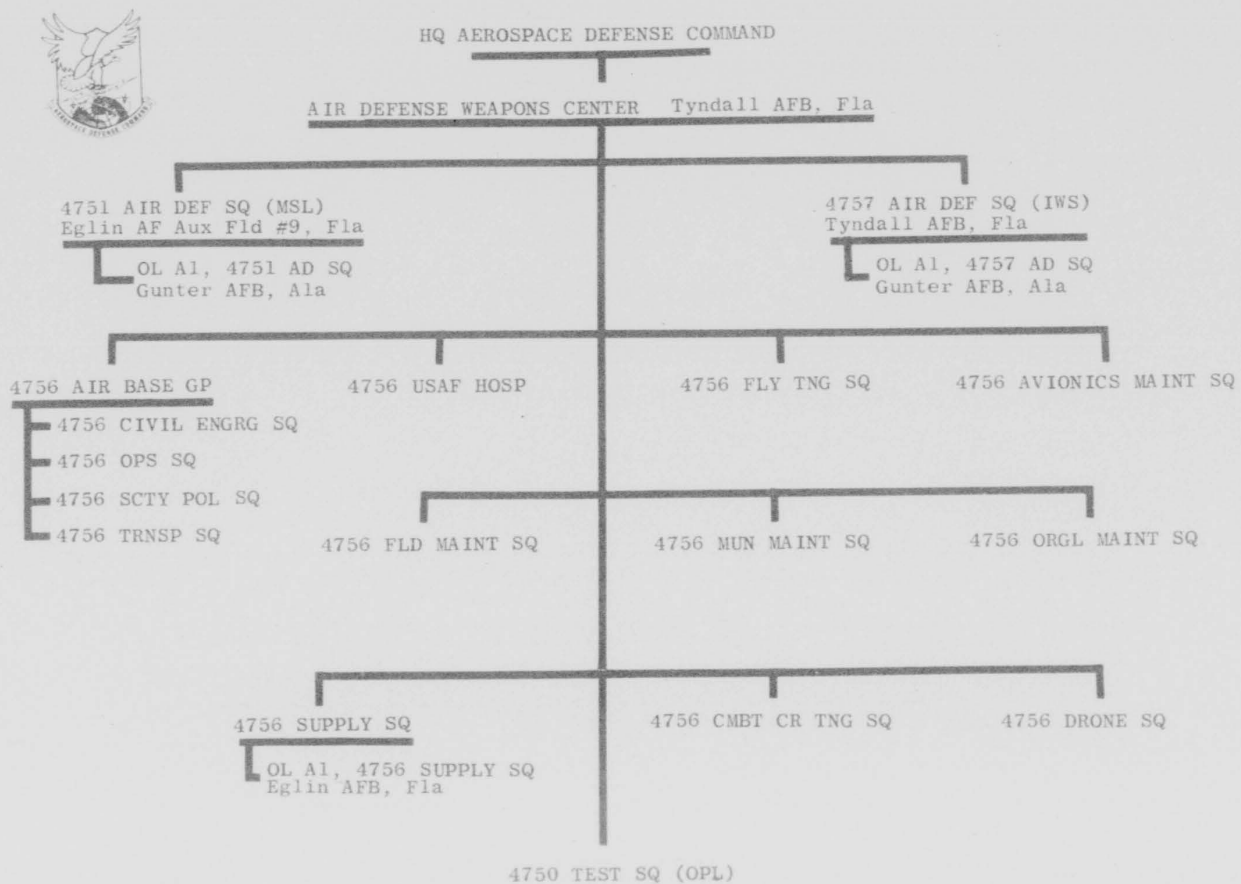 HQ AEROSPACE DEFENSE COMMAND
AEROSPACE DEFENSE COMMAND
AIR DEFENSE WEAPONS CENTER Tyndall AFB, Fla
4751 AIR DEF SQ (MSL)
Eglin AF Aux Fld #9, Fla
OL A1, 4751 AD SQ
Gunter AFB, Ala
4757 AIR DEF SQ (IWS)
Tyndall AFB, Fla
OL A1, 4757 AD SQ
Gunter AFB, Ala
4756 AIR BASE GP
4756 CIVIL ENGRG SQ
4756 OPS SQ
4756 SCTY POL SQ
4756 TRNSP SQ
4756 USAF HOSP
4756 FLY TNG SQ
4756 AVIONICS MAINT SQ
4756 FLD MAINT SQ
4756 MUN MAINT SQ
4756 ORGL MAINT SQ
4756 SUPPLY SQ
OL A1, 4756 SUPPLY SQ
Eglin AFB, Fla
4756 CMBT CR TNG SQ
4756 DRONE SQ
4750 TEST SQ (OPL)